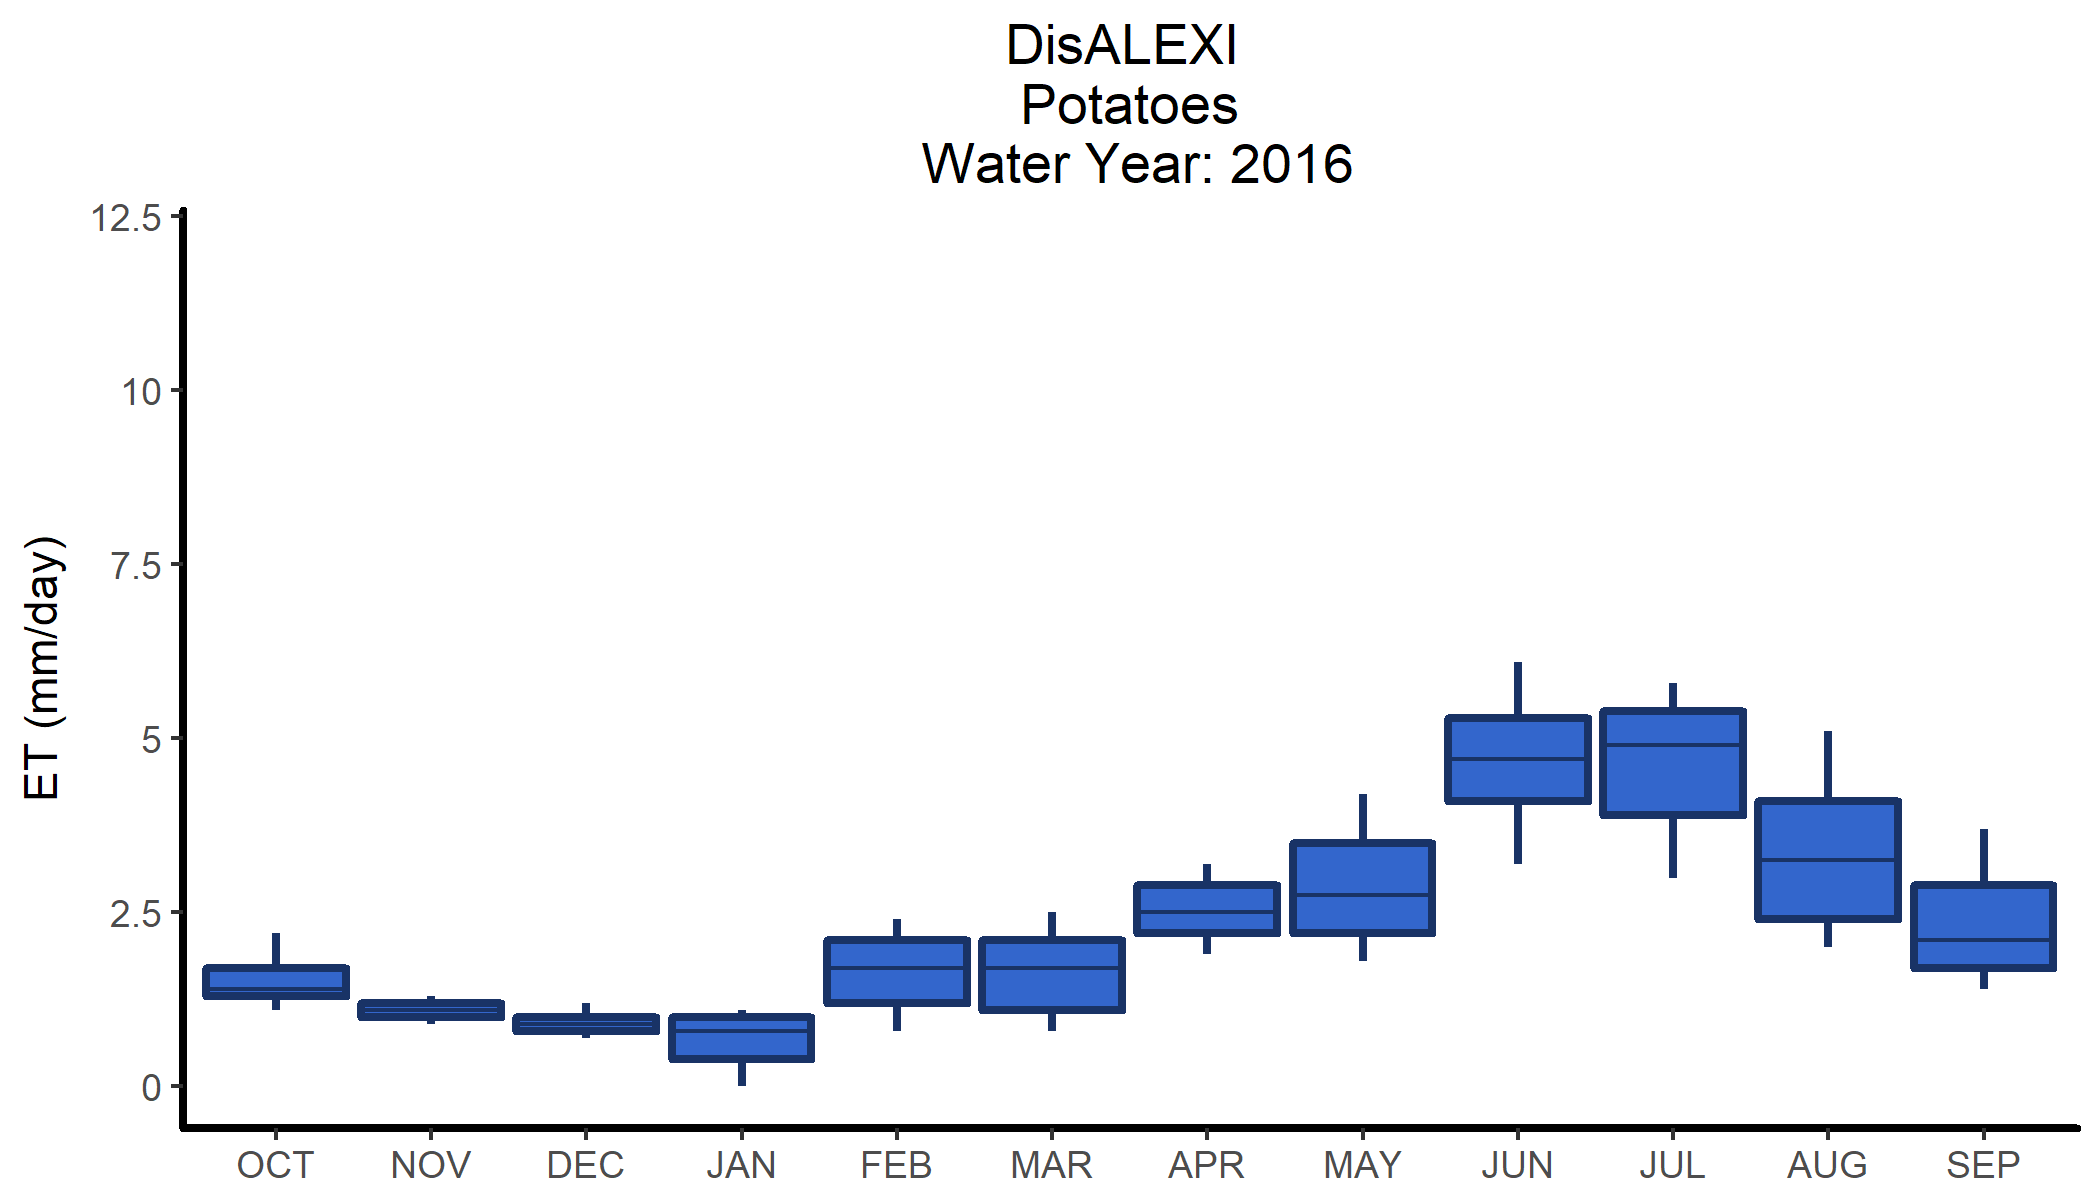 DisALEXI
Potatoes
Water Year: 2016
12.5
10
7.5
5
2.5
0
ET (mm/day)
OCT NOV DEC JAN FEB MAR APR MAY JUN JUL AUG SEP